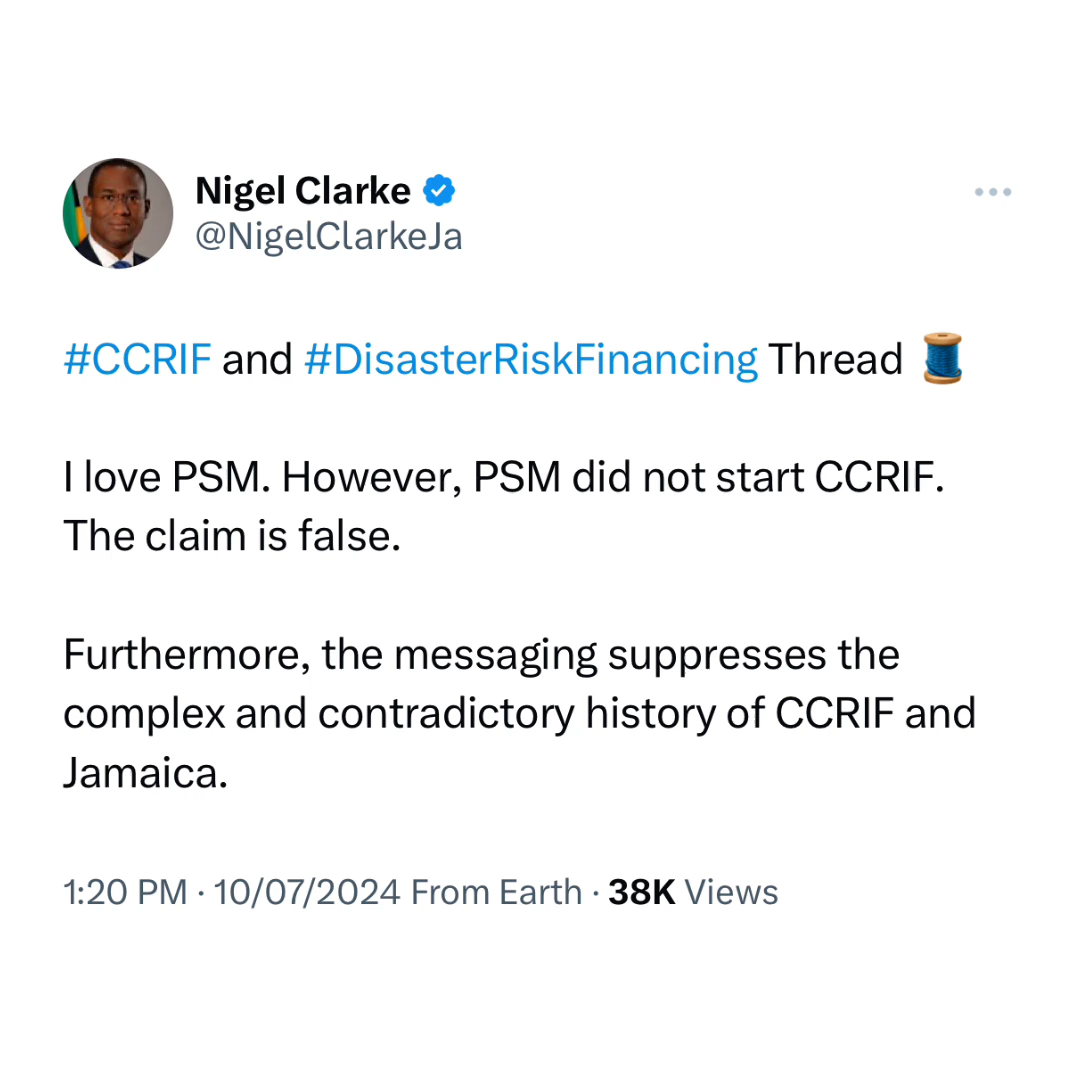 Nigel Clarke
@NigelClarkeJa
#CCRIF and #DisasterRiskFinancing Thread 🧵
I love PSM. However, PSM did not start CCRIF.
The claim is false.
Furthermore, the messaging suppresses the
complex and contradictory history of CCRIF and
Jamaica.
1:20 PM · 10/07/2024 From Earth · 38K Views